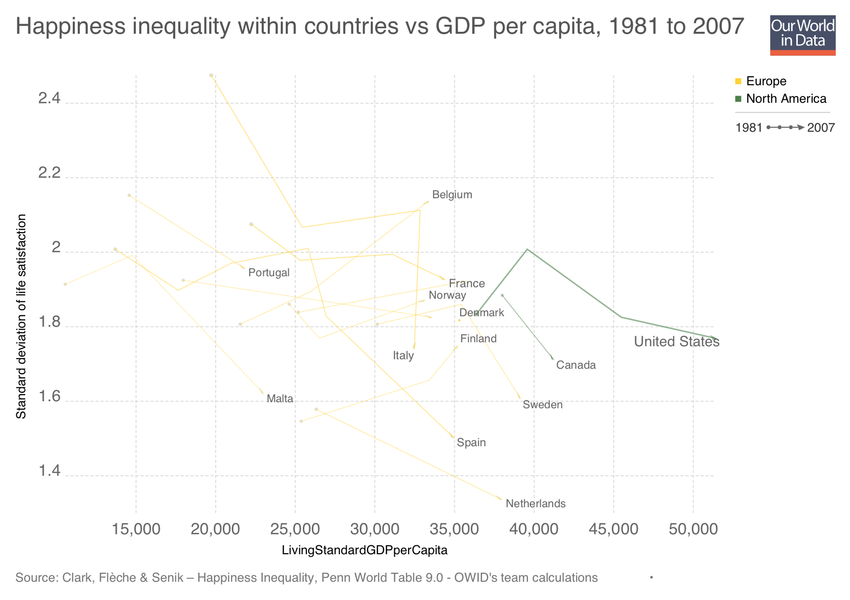 Happiness inequality within countries vs GDP per capita, 1981 to 2007
Our World
in Data
Europe
North America
1981 2007
2.4
2.2
2
1.8
1.6
1.4
Standard deviation of life satisfaction
Belgium
Portugal
France
Norway
Denmark
Finland
United States
Italy
Canada
Malta
Sweden
Spain
Netherlands
15,000 20,000 25,000 30,000 35,000 40,000 45,000 50,000
LivingStandardGDPperCapita
Source: Clark, Flèche & Senik – Happiness Inequality, Penn World Table 9.0 - OWID's team calculations